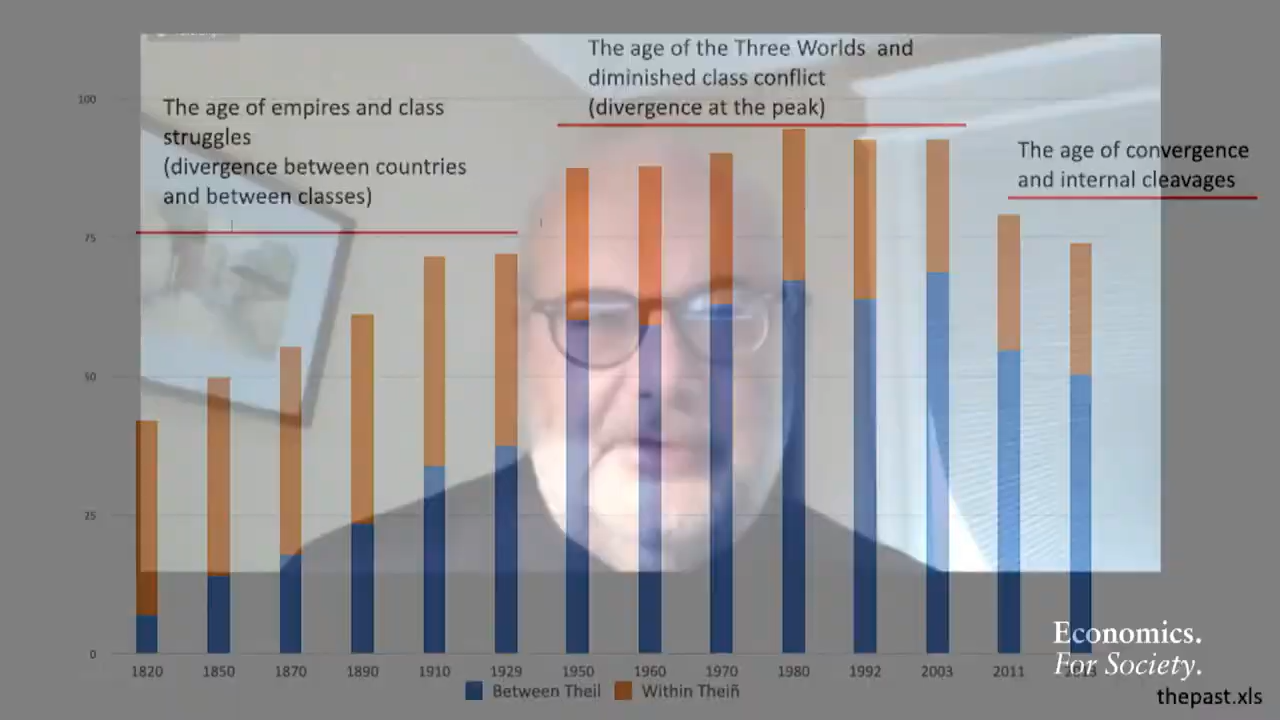 The age of the Three Worlds and
diminished class conflict
(divergence at the peak)
The age of empires and class
struggles
(divergence between countries
and between classes)
The age of convergence
and internal cleavages
100
75
50
25
0
1820 1850 1870 1890 1910 1929 1950 1960 1970 1980 1992 2003 2011
Between Theil Within Theiñ
Economics.
For Society.
thepast.xls